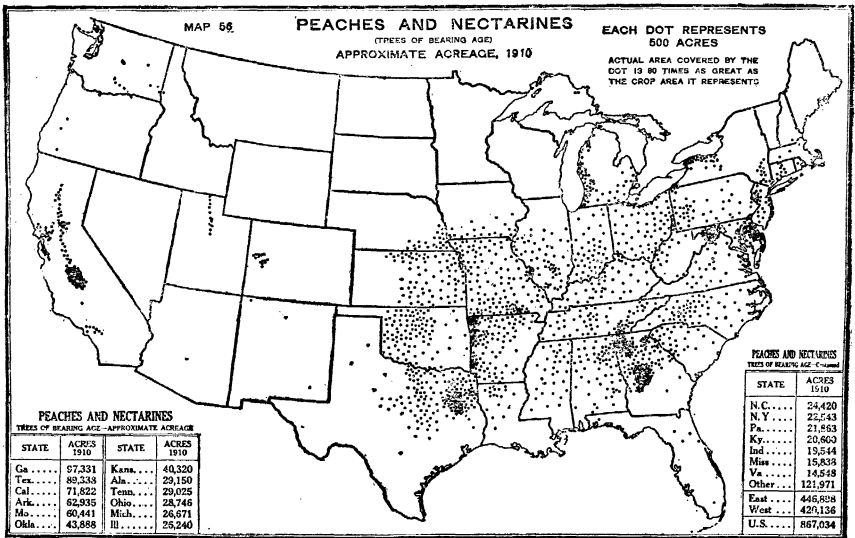 MAP 56
PEACHES AND NECTARINES
(TREES OF BEARING AGE)
APPROXIMATE ACREAGE, 1910
EACH DOT REPRESENTS
500 ACRES
ACTUAL AREA COVERED BY THE
DOT IS 80 TIMES AS GREAT AS
THE CROP AREA IT REPRESENTS
PEACHES AND NECTARINES
TREES OF BEARING AGE—APPROXIMATE ACREAGE
STATE ACRES 1910 STATE ACRES 1910
Ga ..... 97,331 Kans.... 40,320
Tex..... 89,333 Ala..... 29,150
Cal ..... 71,822 Tenn.... 29,025
Ark..... 62,935 Ohio.... 28,746
Mo..... 60,441 Mich.... 26,671
Okla.... 43,888 Ill...... 25,240
PEACHES AND NECTARINES
TREES OF BEARING AGE—Continued
STATE ACRES 1910
N.C..... 24,420
N.Y..... 22,543
Pa...... 21,863
Ky...... 20,600
Ind..... 19,544
Miss.... 15,838
Va...... 14,548
Other... 121,971
East.... 446,898
West... 420,136
U.S..... 867,034